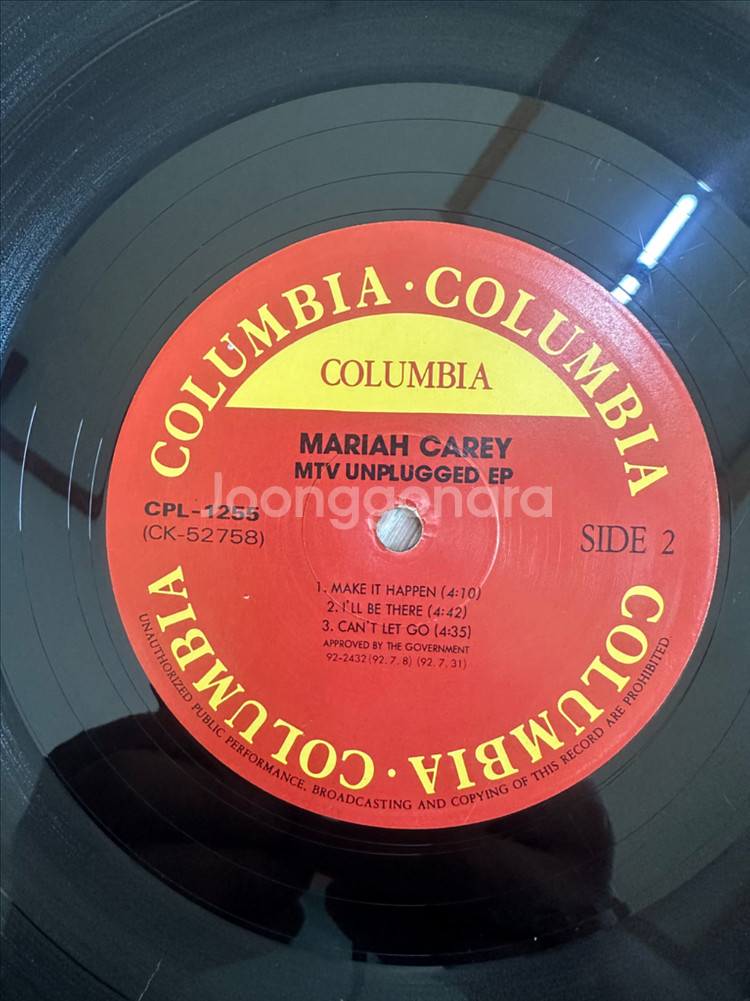 COLUMBIA · COLUMBIA
COLUMBIA
MARIAH CAREY
MTV UNPLUGGED EP
Joonggonara
CPL-1255
(CK-52758)
SIDE 2
1. MAKE IT HAPPEN (4:10)
2. I'LL BE THERE (4:42)
3. CAN'T LET GO (4:35)
APPROVED BY THE GOVERNMENT
92-2432 (92. 7. 8) (92. 7. 31)
COLUMBIA · COLUMBIA
UNAUTHORIZED PUBLIC PERFORMANCE, BROADCASTING AND COPYING OF THIS RECORD ARE PROHIBITED.